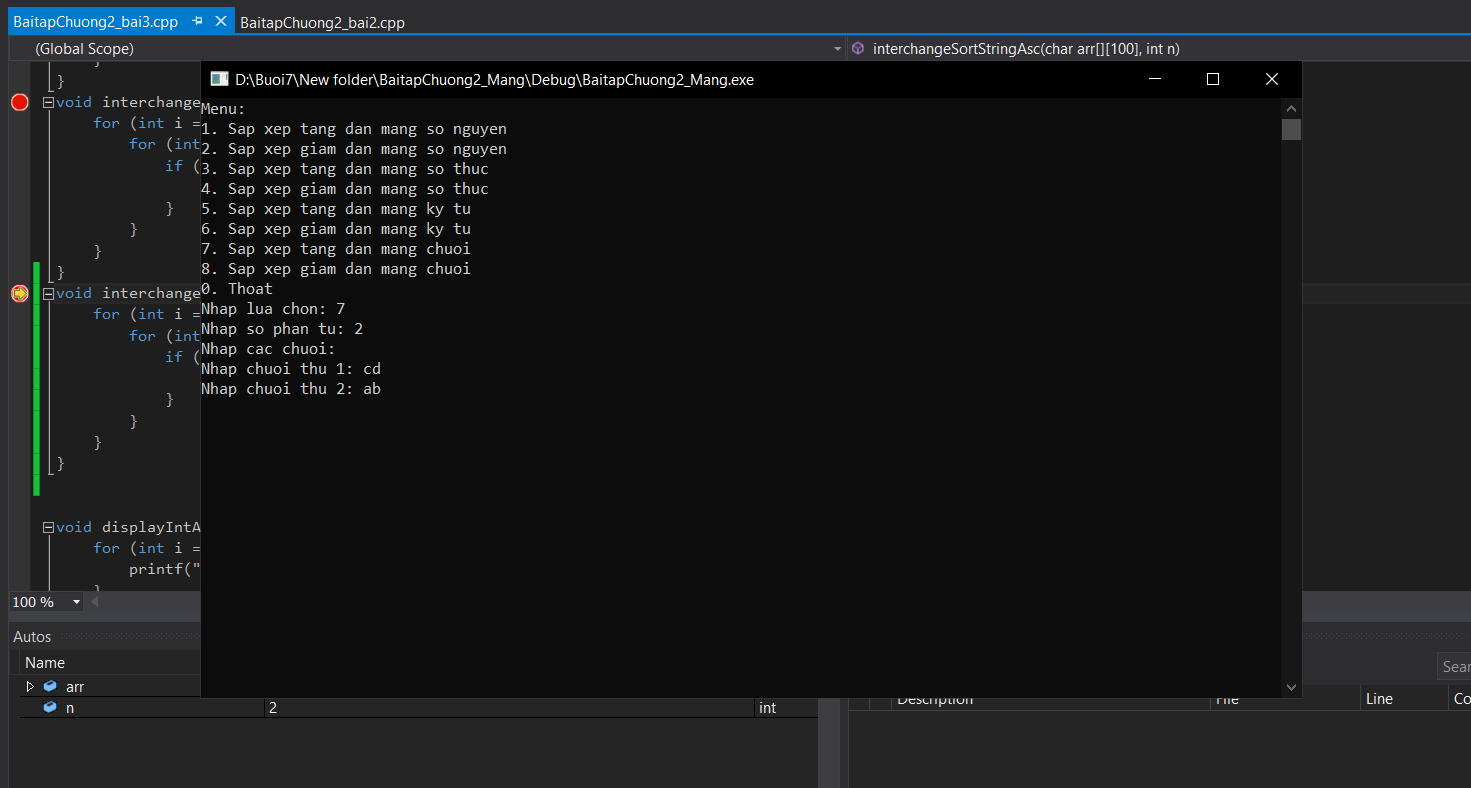 BaitapChuong2_bai3.cpp BaitapChuong2_bai2.cpp
(Global Scope) interchangeSortStringAsc(char arr[][100], int n)
D:\Buoi7\New folder\BaitapChuong2_Mang\Debug\BaitapChuong2_Mang.exe
}
void interchange
for (int i =
for (int
if (
}
}
}
}
void interchange
for (int i =
for (int
if (
}
}
}
}
void displayIntA
for (int i =
printf("
Menu:
1. Sap xep tang dan mang so nguyen
2. Sap xep giam dan mang so nguyen
3. Sap xep tang dan mang so thuc
4. Sap xep giam dan mang so thuc
5. Sap xep tang dan mang ky tu
6. Sap xep giam dan mang ky tu
7. Sap xep tang dan mang chuoi
8. Sap xep giam dan mang chuoi
0. Thoat
Nhap lua chon: 7
Nhap so phan tu: 2
Nhap cac chuoi:
Nhap chuoi thu 1: cd
Nhap chuoi thu 2: ab
100 %
Autos
Name
arr
n 2 int
Sear
Description File Line Co